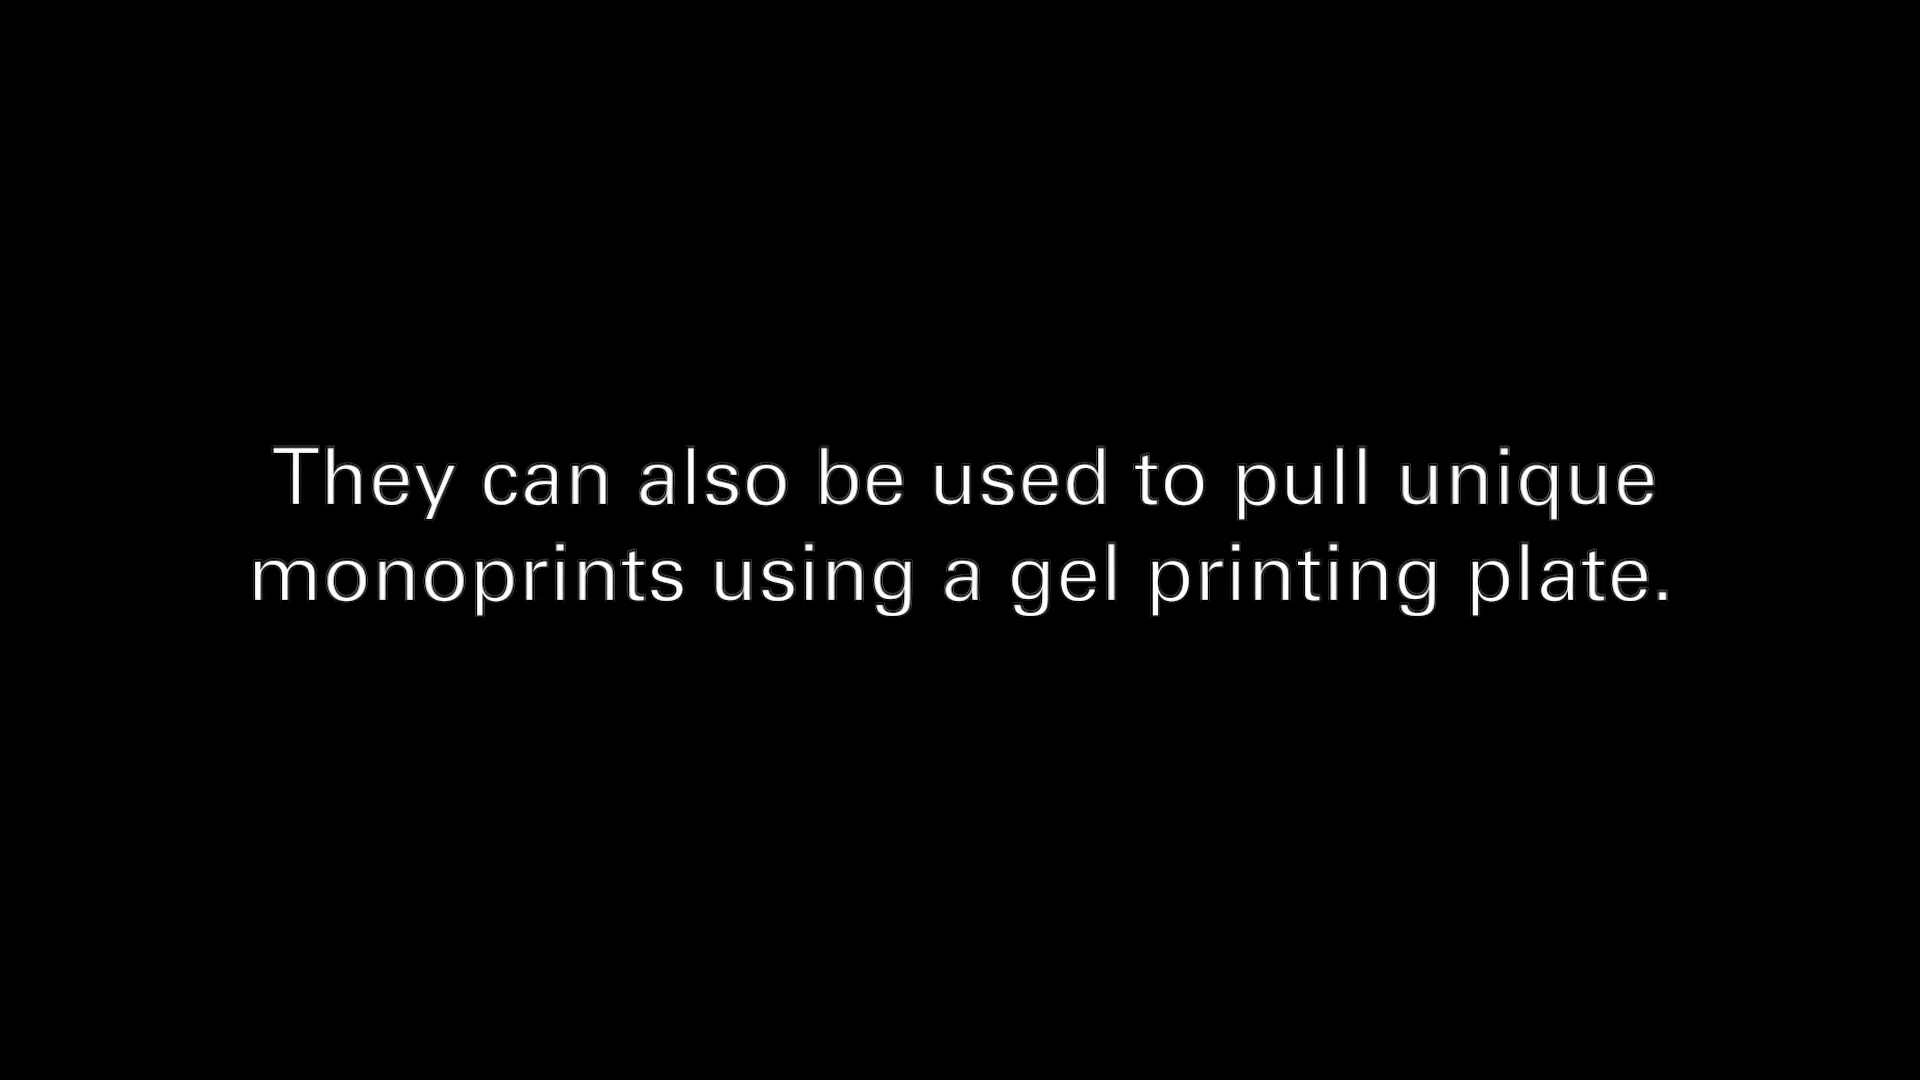 They can also be used to pull unique
monoprints using a gel printing plate.